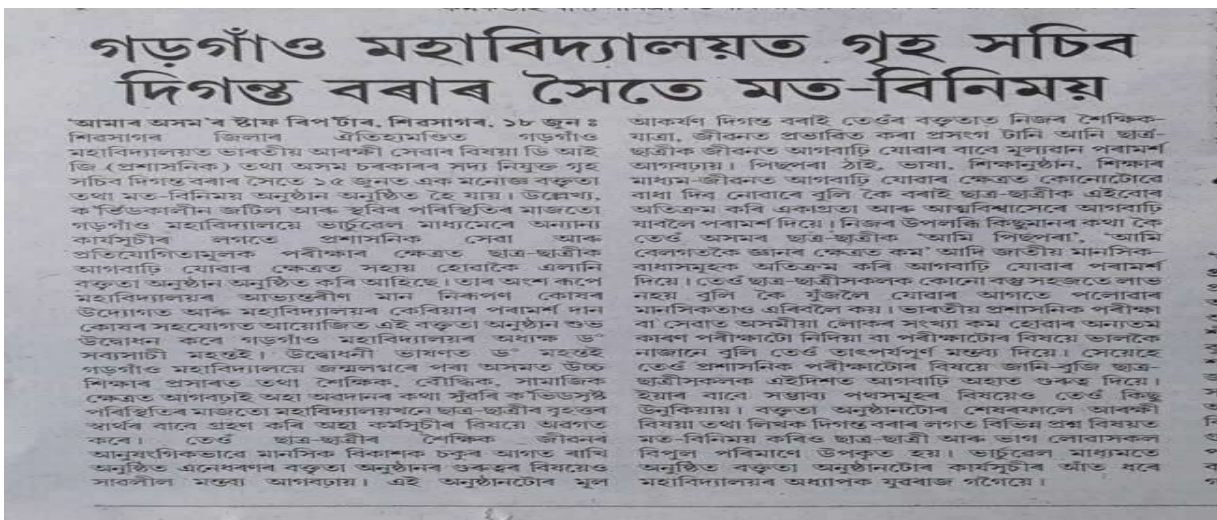 গড়গাঁও মহাবিদ্যালয়ত গৃহ সচিব
দিগন্ত বৰাৰ সৈতে মত-বিনিময়
'আমাৰ অসম'ৰ ষ্টাফ ৰিপ'ৰ্টাৰ, শিৱসাগৰ, ১৮ জুন ঃ
শিৱসাগৰ জিলাৰ ঐতিহ্যমণ্ডিত গড়গাঁও
মহাবিদ্যালয়ত ভাৰতীয় আৰক্ষী সেৱাৰ বিষয়া ডি আই
জি (প্ৰশাসনিক) তথা অসম চৰকাৰৰ সদ্য নিযুক্ত গৃহ
সচিব দিগন্ত বৰাৰ সৈতে ১৫ জুনত এক মনোজ্ঞ বক্তৃতা
তথা মত-বিনিময় অনুষ্ঠান অনুষ্ঠিত হৈ যায়। উল্লেখ্য,
ক'ভিডকালীন জটিল আৰু স্থবিৰ পৰিস্থিতিৰ মাজতো
গড়গাঁও মহাবিদ্যালয়ে ভাৰ্চুৱেল মাধ্যমেৰে অন্যান্য
কাৰ্যসূচীৰ লগতে প্ৰশাসনিক সেৱা আৰু
প্ৰতিযোগিতামূলক পৰীক্ষাৰ ক্ষেত্ৰত ছাত্ৰ-ছাত্ৰীক
আগবাঢ়ি যোৱাৰ ক্ষেত্ৰত সহায় হোৱাকৈ এলানি
বক্তৃতা অনুষ্ঠান অনুষ্ঠিত কৰি আহিছে। তাৰ অংশ ৰূপে
মহাবিদ্যালয়ৰ আভ্যন্তৰীণ মান নিৰূপণ কোষৰ
উদ্যোগত আৰু মহাবিদ্যালয়ৰ কেৰিয়াৰ পৰামৰ্শ দান
কোষৰ সহযোগত আয়োজিত এই বক্তৃতা অনুষ্ঠান শুভ
উদ্বোধন কৰে গড়গাঁও মহাবিদ্যালয়ৰ অধ্যক্ষ ড°
সব্যসাচী মহন্তই। উদ্বোধনী ভাষণত ড° মহন্তই
গড়গাঁও মহাবিদ্যালয়ে জন্মলগ্নৰে পৰা অসমত উচ্চ
শিক্ষাৰ প্ৰসাৰত তথা শৈক্ষিক, বৌদ্ধিক, সামাজিক
ক্ষেত্ৰত আগবঢ়াই অহা অৱদানৰ কথা সুঁৱৰি ক'ভিডসৃষ্ট
পৰিস্থিতিৰ মাজতো মহাবিদ্যালয়খনে ছাত্ৰ-ছাত্ৰীৰ বৃহত্তৰ
স্বাৰ্থৰ বাবে গ্ৰহণ কৰি অহা কৰ্মসূচীৰ বিষয়ে অৱগত
কৰে। তেওঁ ছাত্ৰ-ছাত্ৰীৰ শৈক্ষিক জীৱনৰ
আনুষংগিকভাৱে মানসিক বিকাশক চকুৰ আগত ৰাখি
অনুষ্ঠিত এনেধৰণৰ বক্তৃতা অনুষ্ঠানৰ গুৰুত্বৰ বিষয়েও
সাৱলীল মন্তব্য আগবঢ়ায়। এই অনুষ্ঠানটোৰ মূল
আকৰ্ষণ দিগন্ত বৰাই তেওঁৰ বক্তৃতাত নিজৰ শৈক্ষিক-
যাত্ৰা, জীৱনত প্ৰভাৱিত কৰা প্ৰসংগ টানি আনি ছাত্ৰ-
ছাত্ৰীক জীৱনত আগবাঢ়ি যোৱাৰ বাবে মূল্যৱান পৰামৰ্শ
আগবঢ়ায়। পিছপৰা ঠাই, ভাষা, শিক্ষানুষ্ঠান, শিক্ষাৰ
মাধ্যম-জীৱনত আগবাঢ়ি যোৱাৰ ক্ষেত্ৰত কোনোটোৱে
বাধা দিব নোৱাৰে বুলি কৈ বৰাই ছাত্ৰ-ছাত্ৰীক এইবোৰ
অতিক্ৰম কৰি একাগ্ৰতা আৰু আত্মবিশ্বাসেৰে আগবাঢ়ি
যাবলৈ পৰামৰ্শ দিয়ে। নিজৰ উপলব্ধি কিছুমানৰ কথা কৈ
তেওঁ অসমৰ ছাত্ৰ-ছাত্ৰীক 'আমি পিছপৰা', 'আমি
বেলেগতকৈ জ্ঞানৰ ক্ষেত্ৰত কম' আদি জাতীয় মানসিক-
বাধাসমূহক অতিক্ৰম কৰি আগবাঢ়ি যোৱাৰ পৰামৰ্শ
দিয়ে। তেওঁ ছাত্ৰ-ছাত্ৰীসকলক কোনো বস্তু সহজতে লাভ
নহয় বুলি কৈ যুঁজলৈ যোৱাৰ আগতে পলোৱাৰ
মানসিকতাও এৰিবলৈ কয়। ভাৰতীয় প্ৰশাসনিক পৰীক্ষা
বা সেৱাত অসমীয়া লোকৰ সংখ্যা কম হোৱাৰ অন্যতম
কাৰণ পৰীক্ষাটো নিদিয়া বা পৰীক্ষাটোৰ বিষয়ে ভালকৈ
নাজানে বুলি তেওঁ তাৎপৰ্যপূৰ্ণ মন্তব্য দিয়ে। সেয়েহে
তেওঁ প্ৰশাসনিক পৰীক্ষাটোৰ বিষয়ে জানি-বুজি ছাত্ৰ-
ছাত্ৰীসকলক এইদিশত আগবাঢ়ি অহাত গুৰুত্ব দিয়ে।
ইয়াৰ বাবে সম্ভাব্য পথসমূহৰ বিষয়েও তেওঁ কিছু
উনুকিয়ায়। বক্তৃতা অনুষ্ঠানটোৰ শেষৰফালে আৰক্ষী
বিষয়া তথা লিখক দিগন্ত বৰাৰ লগত বিভিন্ন প্ৰশ্ন বিষয়ত
মত-বিনিময় কৰিও ছাত্ৰ-ছাত্ৰী আৰু ভাগ লোৱাসকল
বিপুল পৰিমাণে উপকৃত হয়। ভাৰ্চুৱেল মাধ্যমত
অনুষ্ঠিত বক্তৃতা অনুষ্ঠানটোৰ কাৰ্যসূচীৰ আঁত ধৰে
মহাবিদ্যালয়ৰ অধ্যাপক যুৱৰাজ গগৈয়ে।